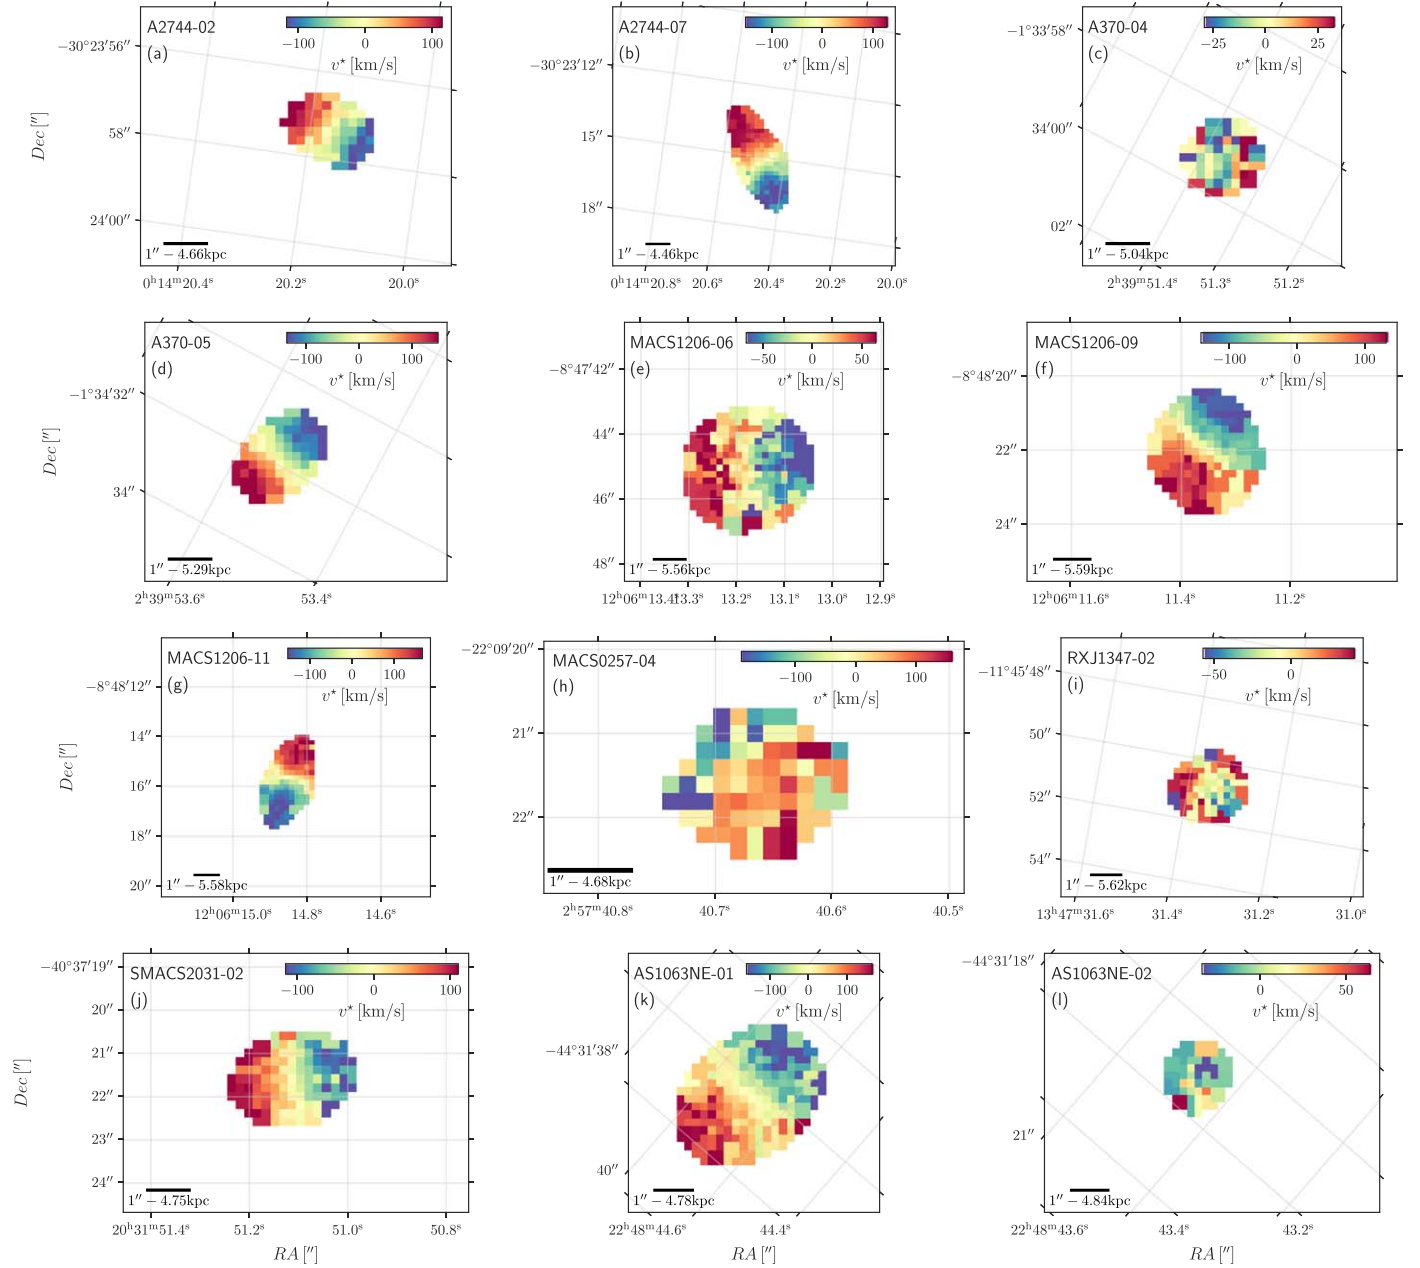 A2744-02
(a)
−100 0 100
v⋆ [km/s]
−30°23′56″
58″
24′00″
Dec [″]
1″ − 4.66kpc
0ʰ14ᵐ20.4ˢ 20.2ˢ 20.0ˢ
A2744-07
(b)
−100 0 100
v⋆ [km/s]
−30°23′12″
15″
18″
1″ − 4.46kpc
0ʰ14ᵐ20.8ˢ 20.6ˢ 20.4ˢ 20.2ˢ 20.0ˢ
A370-04
(c)
−25 0 25
v⋆ [km/s]
−1°33′58″
34′00″
02″
1″ − 5.04kpc
2ʰ39ᵐ51.4ˢ 51.3ˢ 51.2ˢ
A370-05
(d)
−100 0 100
v⋆ [km/s]
−1°34′32″
34″
Dec [″]
1″ − 5.29kpc
2ʰ39ᵐ53.6ˢ 53.4ˢ
MACS1206-06
(e)
−50 0 50
v⋆ [km/s]
−8°47′42″
44″
46″
48″
1″ − 5.56kpc
12ʰ06ᵐ13.4ˢ 13.3ˢ 13.2ˢ 13.1ˢ 13.0ˢ 12.9ˢ
MACS1206-09
(f)
−100 0 100
v⋆ [km/s]
−8°48′20″
22″
24″
1″ − 5.59kpc
12ʰ06ᵐ11.6ˢ 11.4ˢ 11.2ˢ
MACS1206-11
(g)
−100 0 100
v⋆ [km/s]
−8°48′12″
14″
16″
18″
20″
Dec [″]
1″ − 5.58kpc
12ʰ06ᵐ15.0ˢ 14.8ˢ 14.6ˢ
MACS0257-04
(h)
−100 0 100
v⋆ [km/s]
−22°09′20″
21″
22″
1″ − 4.68kpc
2ʰ57ᵐ40.8ˢ 40.7ˢ 40.6ˢ 40.5ˢ
RXJ1347-02
(i)
−50 0
v⋆ [km/s]
−11°45′48″
50″
52″
54″
1″ − 5.62kpc
13ʰ47ᵐ31.6ˢ 31.4ˢ 31.2ˢ 31.0ˢ
SMACS2031-02
(j)
−100 0 100
v⋆ [km/s]
−40°37′19″
20″
21″
22″
23″
24″
Dec [″]
1″ − 4.75kpc
20ʰ31ᵐ51.4ˢ 51.2ˢ 51.0ˢ 50.8ˢ
RA [″]
AS1063NE-01
(k)
−100 0 100
v⋆ [km/s]
−44°31′38″
40″
1″ − 4.78kpc
22ʰ48ᵐ44.6ˢ 44.4ˢ
RA [″]
AS1063NE-02
(l)
0 50
v⋆ [km/s]
−44°31′18″
21″
1″ − 4.84kpc
22ʰ48ᵐ43.6ˢ 43.4ˢ 43.2ˢ
RA [″]